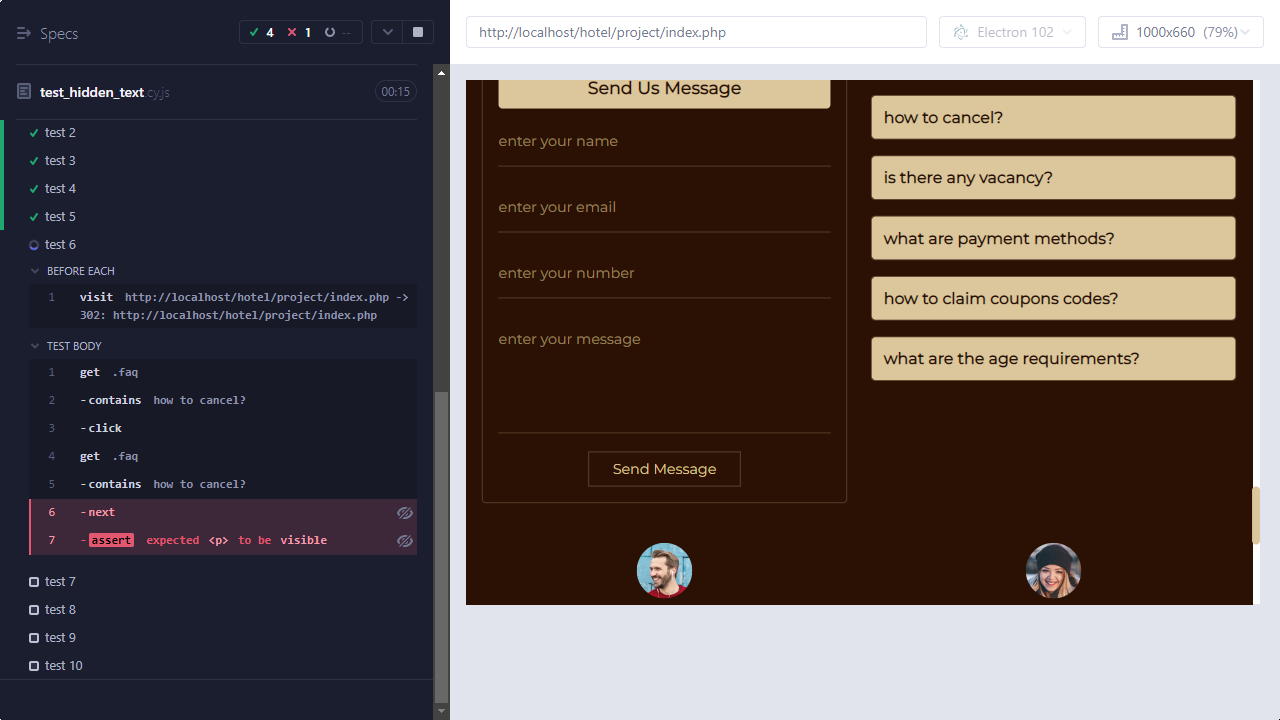 Specs
4
1
--
test_hidden_text.cy.js
00:15
test 2
test 3
test 4
test 5
test 6
BEFORE EACH
1 visit http://localhost/hotel/project/index.php ->
302: http://localhost/hotel/project/index.php
TEST BODY
1 get .faq
2 -contains how to cancel?
3 -click
4 get .faq
5 -contains how to cancel?
6 -next
7 -assert expected <p> to be visible
test 7
test 8
test 9
test 10
http://localhost/hotel/project/index.php
Electron 102
1000x660 (79%)
Send Us Message
enter your name
enter your email
enter your number
enter your message
Send Message
how to cancel?
is there any vacancy?
what are payment methods?
how to claim coupons codes?
what are the age requirements?